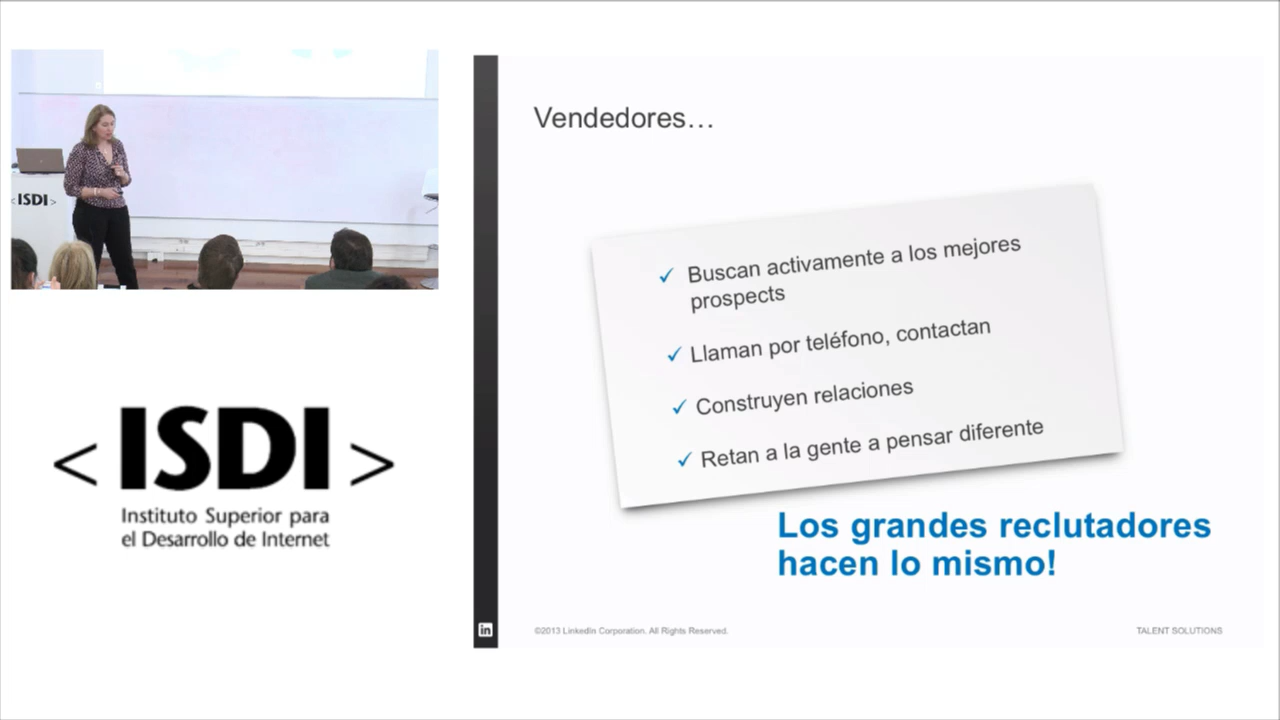 <ISDI>
< ISDI >
Instituto Superior para
el Desarrollo de Internet
Vendedores…
✓ Buscan activamente a los mejores
prospects
✓ Llaman por teléfono, contactan
✓ Construyen relaciones
✓ Retan a la gente a pensar diferente
Los grandes reclutadores
hacen lo mismo!
in
©2013 LinkedIn Corporation. All Rights Reserved.
TALENT SOLUTIONS